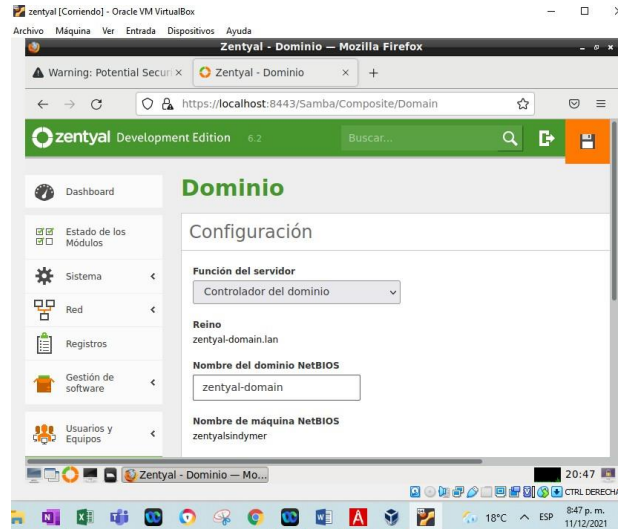 zentyal [Corriendo] - Oracle VM VirtualBox
Archivo Máquina Ver Entrada Dispositivos Ayuda
Zentyal - Dominio — Mozilla Firefox
Warning: Potential Securi
Zentyal - Dominio
https://localhost:8443/Samba/Composite/Domain
zentyal Development Edition 6.2
Buscar...
Dashboard
Estado de los
Módulos
Sistema
Red
Registros
Gestión de
software
Usuarios y
Equipos
Dominio
Configuración
Función del servidor
Controlador del dominio
Reino
zentyal-domain.lan
Nombre del dominio NetBIOS
zentyal-domain
Nombre de máquina NetBIOS
zentyalsindymer
Zentyal - Dominio — Mo...
20:47
CTRL DERECHA
18°C
ESP
8:47 p. m.
11/12/2021